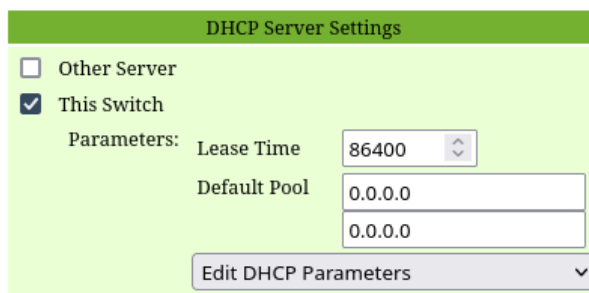 DHCP Server Settings
Other Server
This Switch
Parameters: Lease Time 86400
Default Pool 0.0.0.0
0.0.0.0
Edit DHCP Parameters